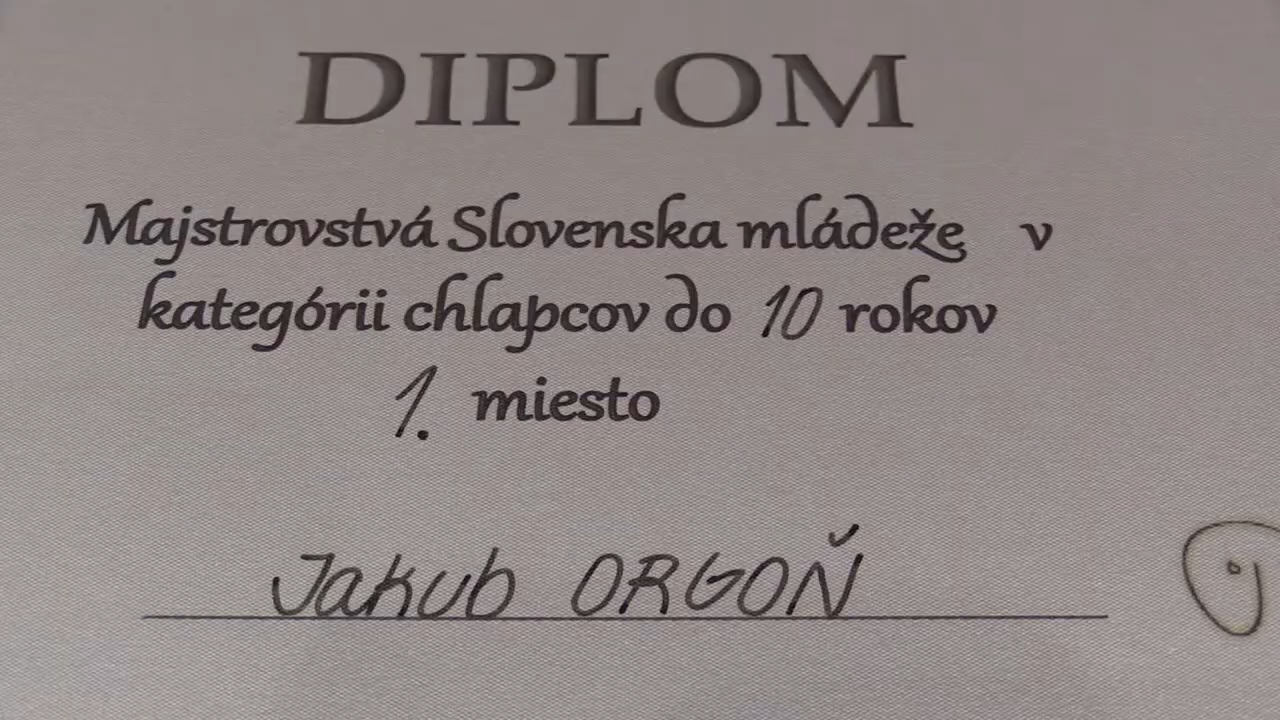 DIPLOM
Majstrovstvá Slovenska mládeže v
kategórii chlapcov do 10 rokov
1. miesto
Jakub ORGOŇ